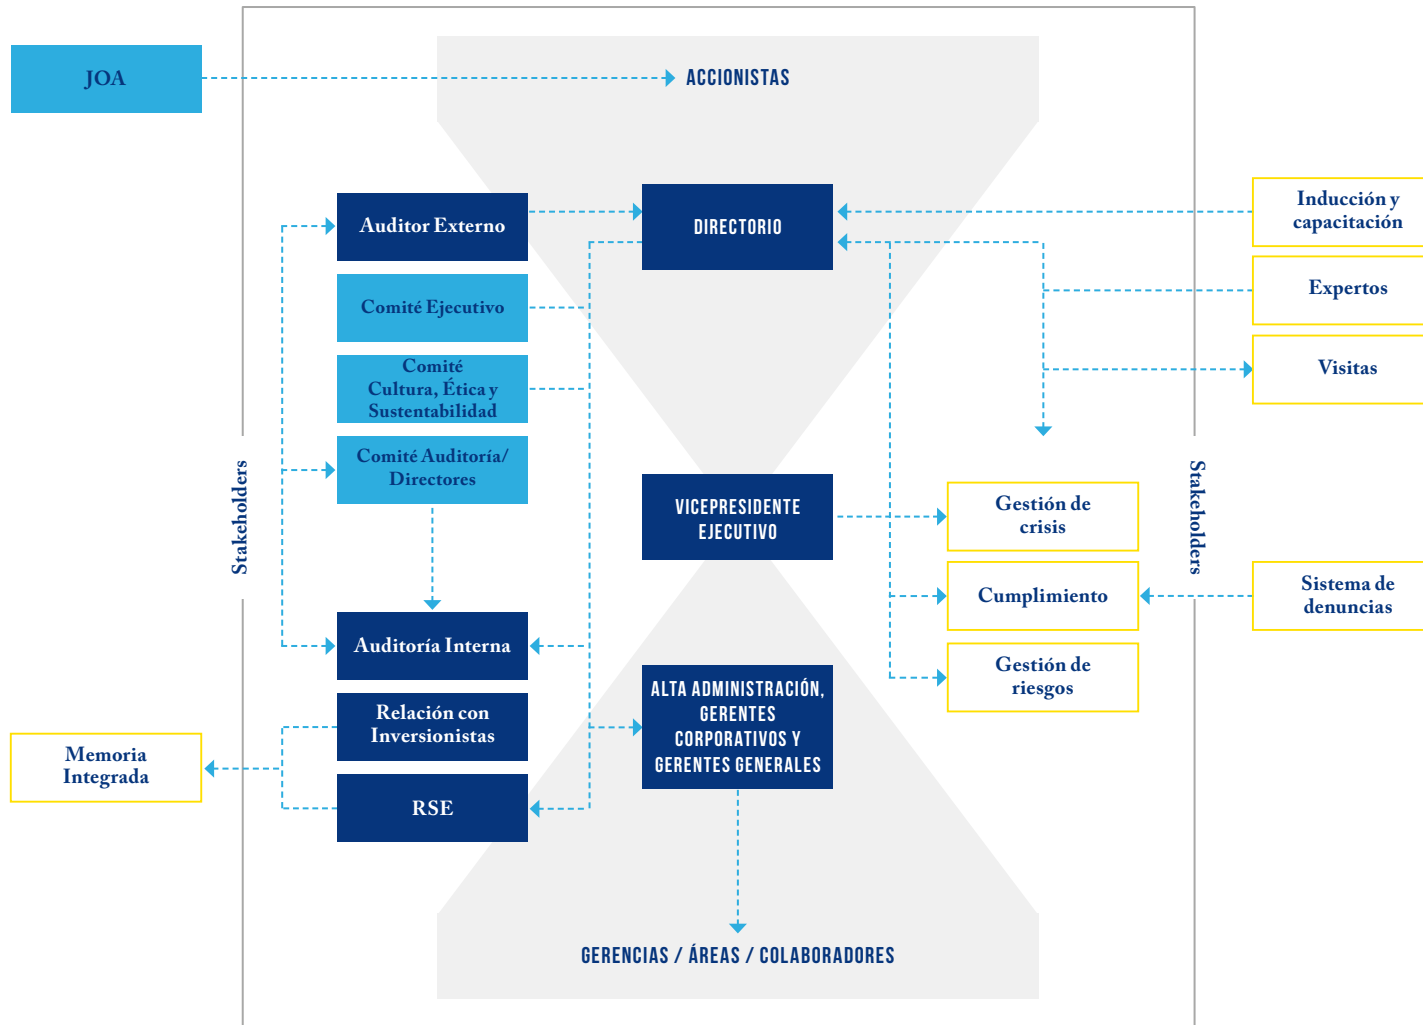 JOA
ACCIONISTAS
Auditor Externo
DIRECTORIO
Inducción y
capacitación
Comité Ejecutivo
Expertos
Comité
Cultura, Ética y
Sustentabilidad
Visitas
Comité Auditoría/
Directores
Stakeholders
VICEPRESIDENTE
EJECUTIVO
Gestión de
crisis
Stakeholders
Cumplimiento
Sistema de
denuncias
Auditoría Interna
Gestión de
riesgos
ALTA ADMINISTRACIÓN,
GERENTES
CORPORATIVOS Y
GERENTES GENERALES
Relación con
Inversionistas
Memoria
Integrada
RSE
GERENCIAS / ÁREAS / COLABORADORES